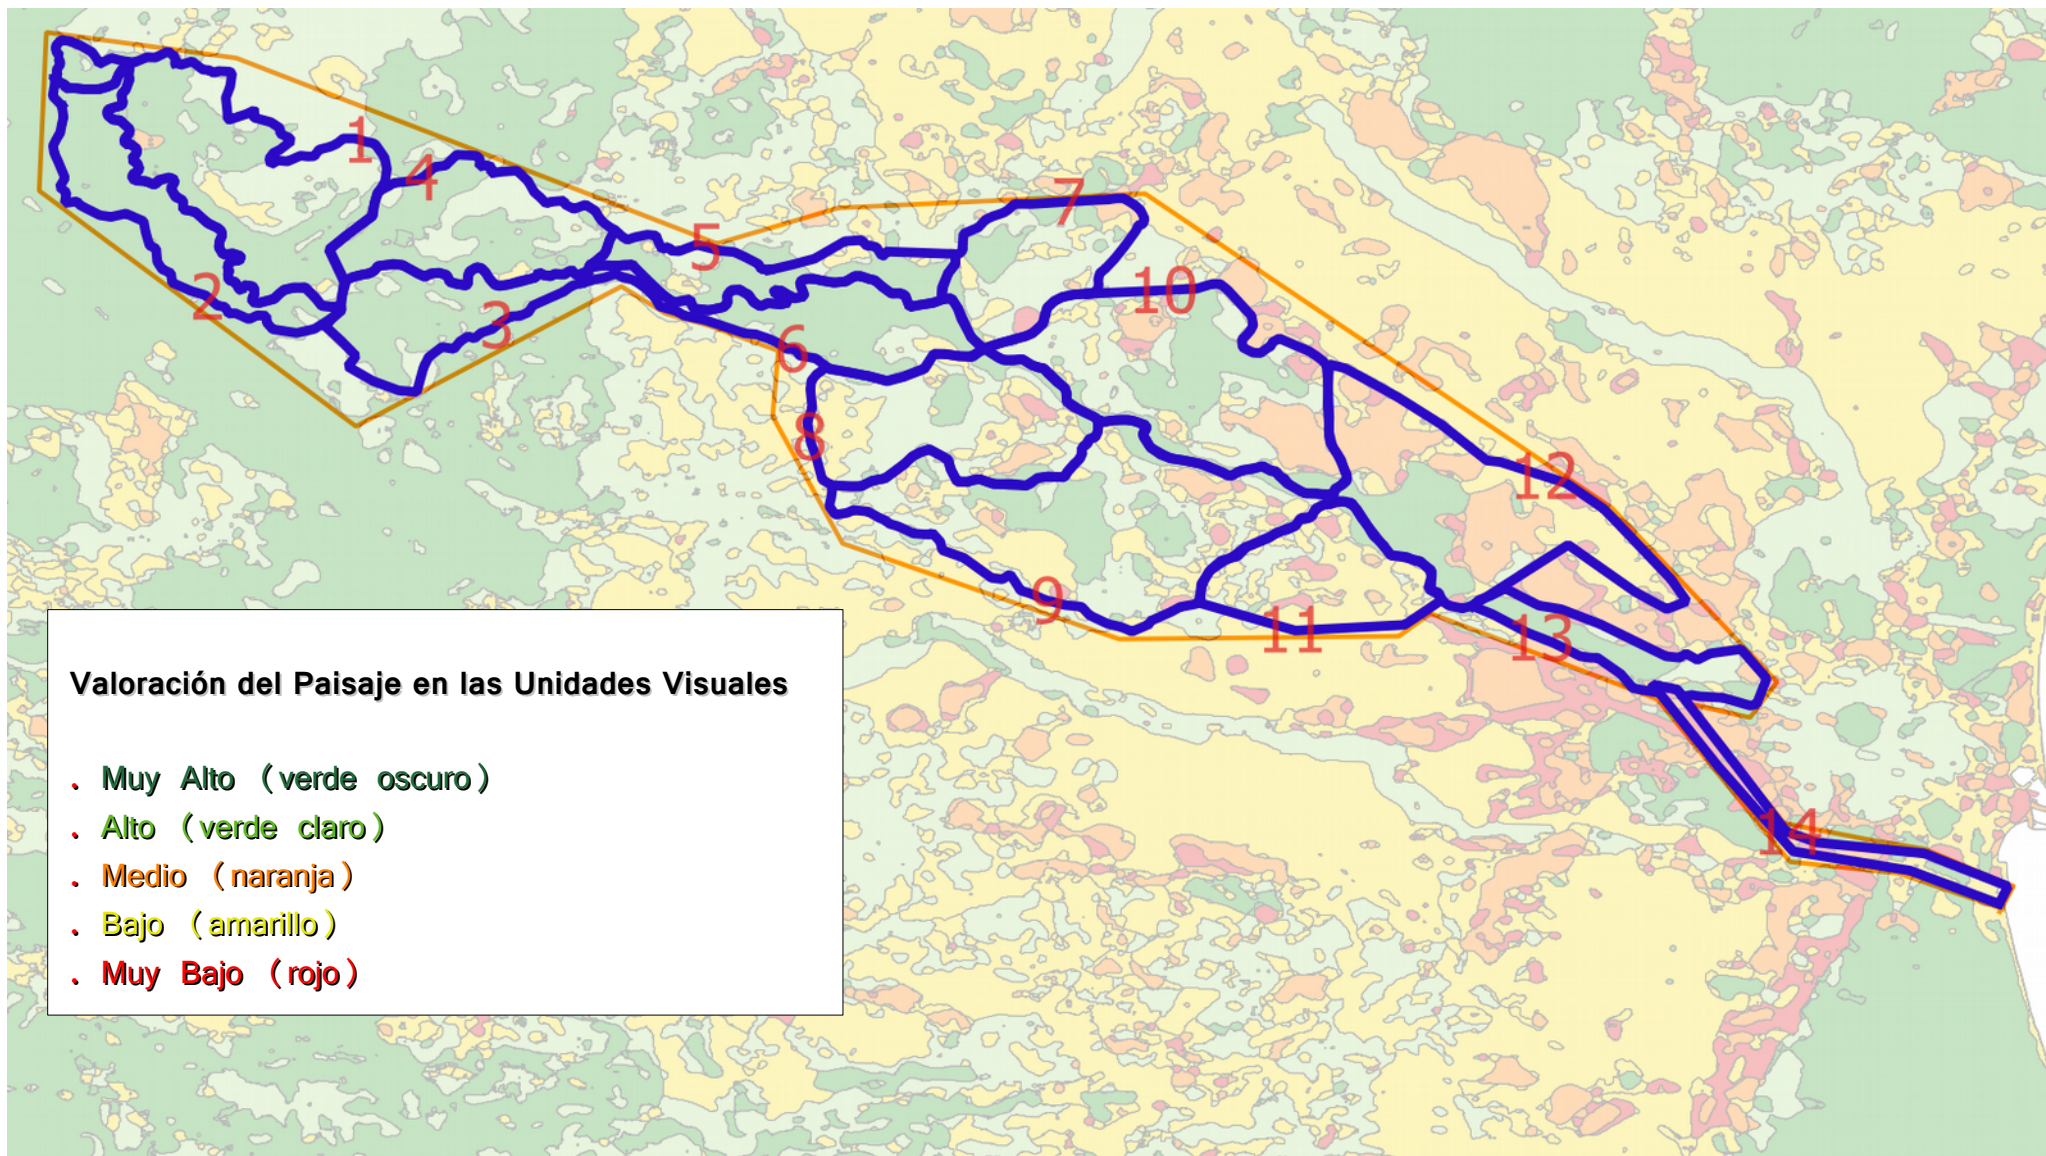 1
4
7
5
10
2
3
6
8
12
9
11
13
14
Valoración del Paisaje en las Unidades Visuales
. Muy Alto (verde oscuro)
. Alto (verde claro)
. Medio (naranja)
. Bajo (amarillo)
. Muy Bajo (rojo)